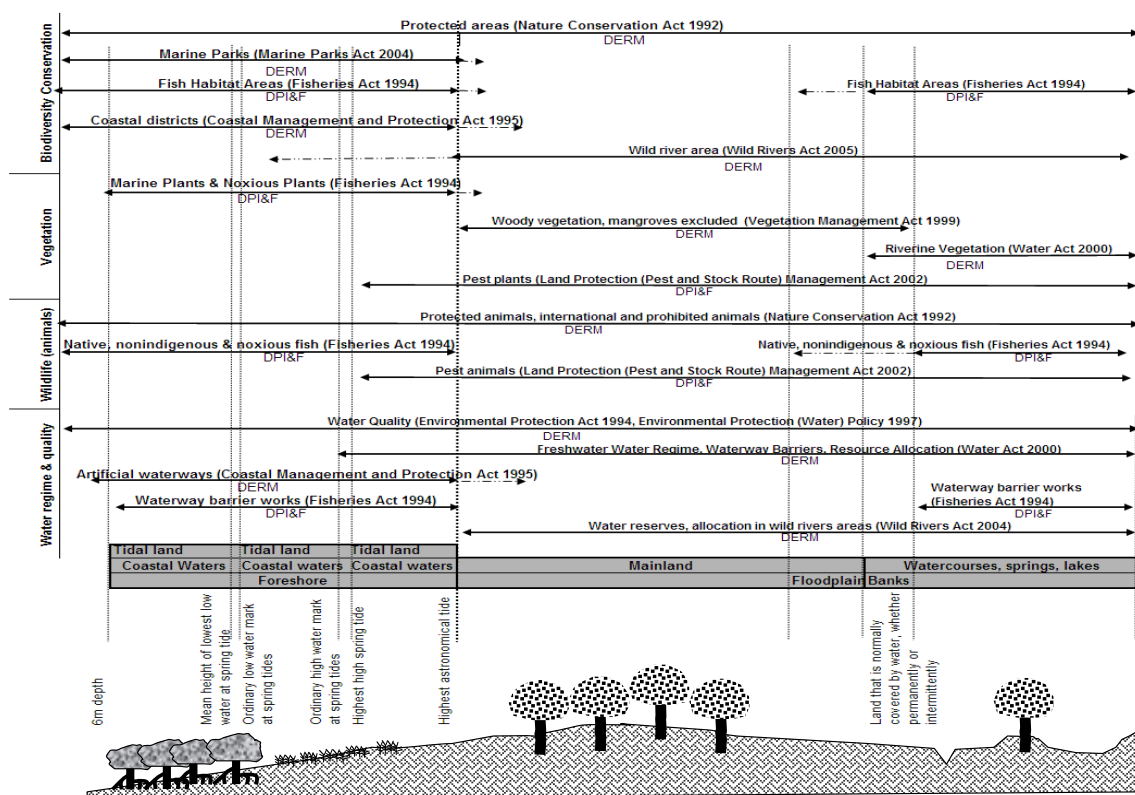 Biodiversity Conservation
Protected areas (Nature Conservation Act 1992)
DERM
Marine Parks (Marine Parks Act 2004)
DERM
Fish Habitat Areas (Fisheries Act 1994)
DPI&F
Fish Habitat Areas (Fisheries Act 1994)
DPI&F
Coastal districts (Coastal Management and Protection Act 1995)
DERM
Wild river area (Wild Rivers Act 2005)
DERM
Vegetation
Marine Plants & Noxious Plants (Fisheries Act 1994)
DPI&F
Woody vegetation, mangroves excluded (Vegetation Management Act 1999)
DERM
Riverine Vegetation (Water Act 2000)
DERM
Pest plants (Land Protection (Pest and Stock Route) Management Act 2002)
DPI&F
Wildlife (animals)
Protected animals, international and prohibited animals (Nature Conservation Act 1992)
DERM
Native, nonindigenous & noxious fish (Fisheries Act 1994)
DPI&F
Native, nonindigenous & noxious fish (Fisheries Act 1994)
DPI&F
Pest animals (Land Protection (Pest and Stock Route) Management Act 2002)
DPI&F
Water regime & quality
Water Quality (Environmental Protection Act 1994, Environmental Protection (Water) Policy 1997)
DERM
Freshwater Water Regime, Waterway Barriers, Resource Allocation (Water Act 2000)
DERM
Artificial waterways (Coastal Management and Protection Act 1995)
DERM
Waterway barrier works (Fisheries Act 1994)
DPI&F
Waterway barrier works
(Fisheries Act 1994)
DPI&F
Water reserves, allocation in wild rivers areas (Wild Rivers Act 2004)
DERM
Tidal land
Tidal land
Tidal land
Coastal Waters
Coastal waters
Coastal waters
Mainland
Watercourses, springs, lakes
Foreshore
Floodplain
Banks
6m depth
Mean height of lowest low
water at spring tide
Ordinary low water mark
at spring tides
Ordinary high water mark
at spring tides
Highest high spring tide
Highest astronomical tide
Land that is normally
covered by water, whether
permanently or
intermittently